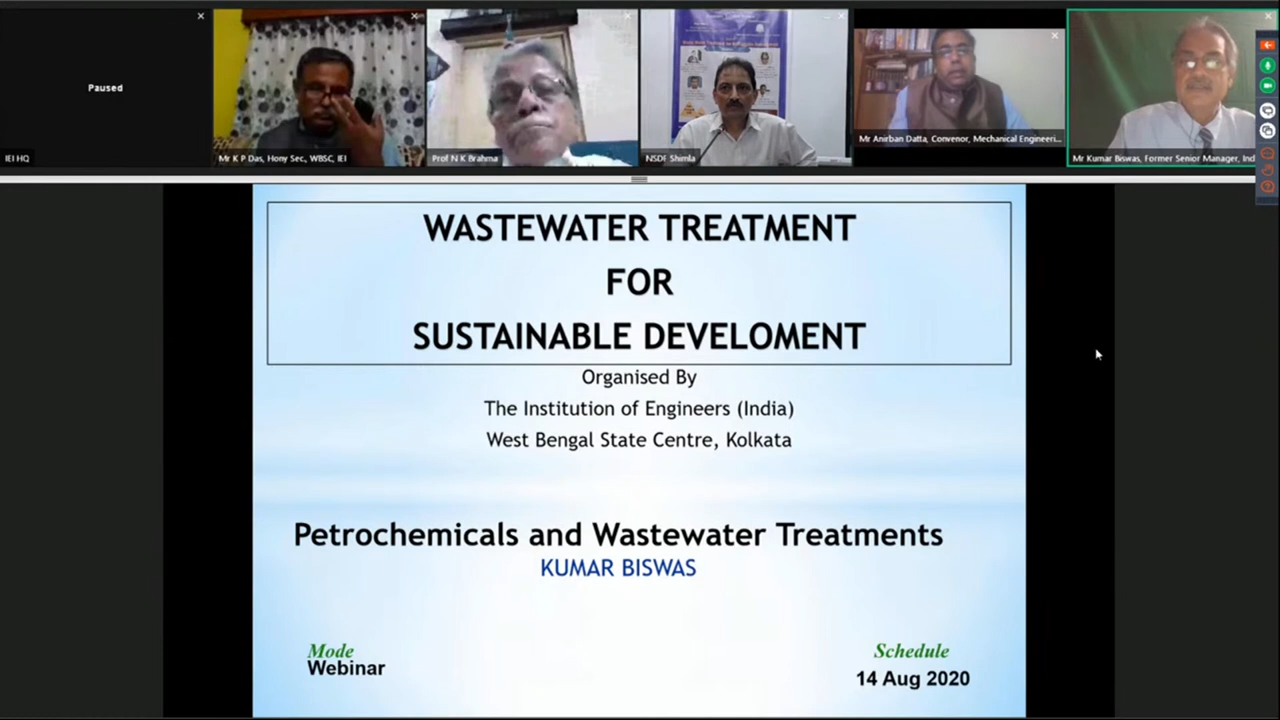 Paused
IEI HQ
Mr K P Das, Hony Sec, WBSC, IEI
Prof N K Brahma
NSDF Shimla
Mr Anirban Datta, Convenor, Mechanical Engineeri...
Mr Kumar Biswas, Former Senior Manager, Ind
WASTEWATER TREATMENT
FOR
SUSTAINABLE DEVELOMENT
Organised By
The Institution of Engineers (India)
West Bengal State Centre, Kolkata
Petrochemicals and Wastewater Treatments
KUMAR BISWAS
Mode
Webinar
Schedule
14 Aug 2020